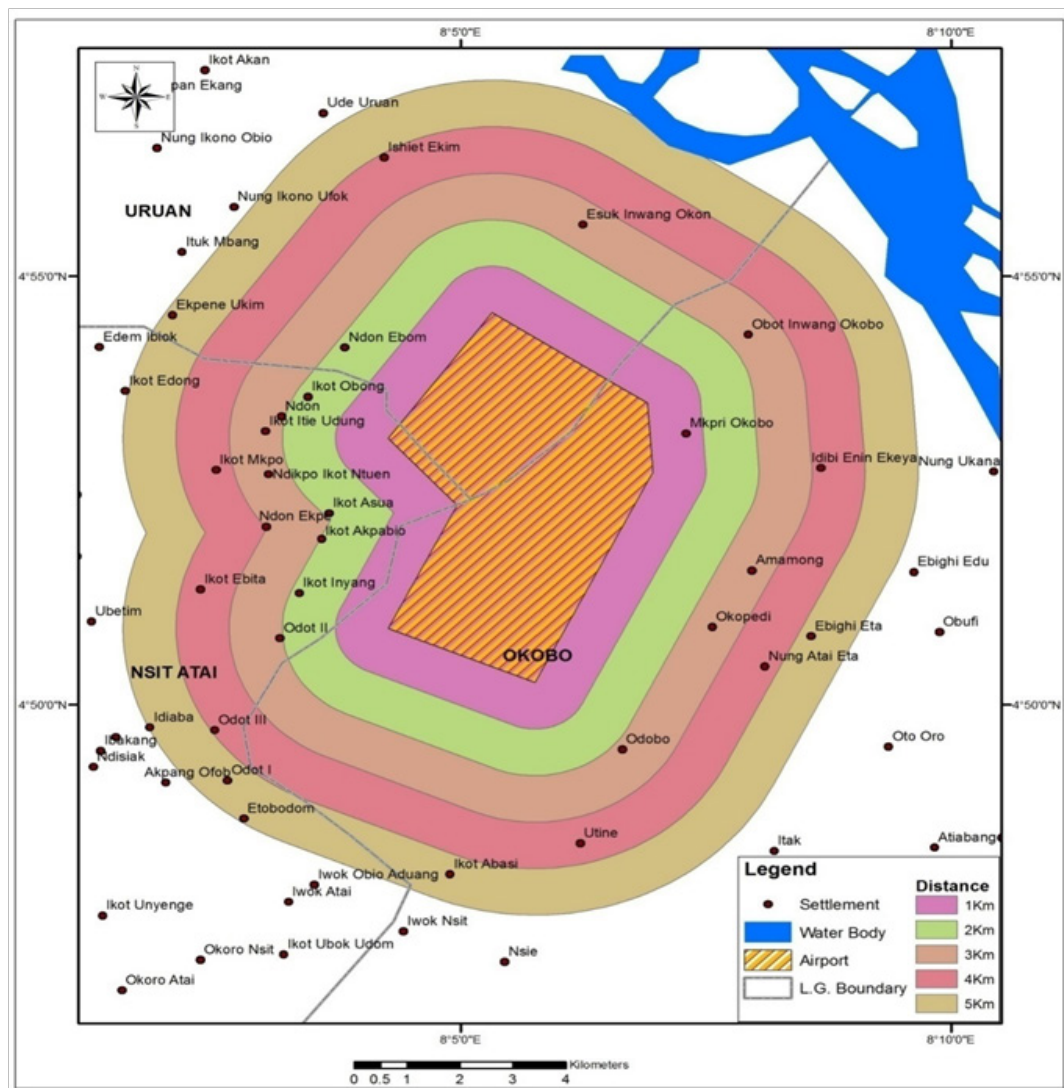 8°5'0"E
8°10'0"E
Ikot Akan
pan Ekang
Ude Uruan
Nung Ikono Obio
Ishiet Ekim
Nung Ikono Ufok
URUAN
Esuk Inwang Okon
Ituk Mbang
4°55'0"N
4°55'0"N
Ekpene Ukim
Obot Inwang Okobo
Edem Iblok
Ndon Ebom
Ikot Edong
Ikot Obong
Ndon
Ikot Itie Udung
Mkpri Okobo
Ikot Mkpo
Ndikpo Ikot Ntuen
Idibi Enin Ekeya
Nung Ukana
Ikot Asua
Ndon Ekpe
Ikot Akpabio
Amamong
Ebighi Edu
Ikot Ebita
Ikot Inyang
Ubetim
Okopedi
Odot II
Ebighi Eta
Obufi
OKOBO
Nung Atai Eta
NSIT ATAI
4°50'0"N
4°50'0"N
Idiaba
Odot III
Ibakang
Odobo
Oto Oro
Ndisiak
Akpang Ofob
Odot I
Etobodom
Utine
Itak
Atiabang
Ikot Abasi
Iwok Obio Aduang
Iwok Atai
Ikot Unyenge
Iwok Nsit
Okoro Nsit
Ikot Ubok Udom
Nsie
Okoro Atai
Legend
Settlement
Water Body
Airport
L.G. Boundary
Distance
1Km
2Km
3Km
4Km
5Km
8°5'0"E
8°10'0"E
Kilometers
0 0.5 1 2 3 4